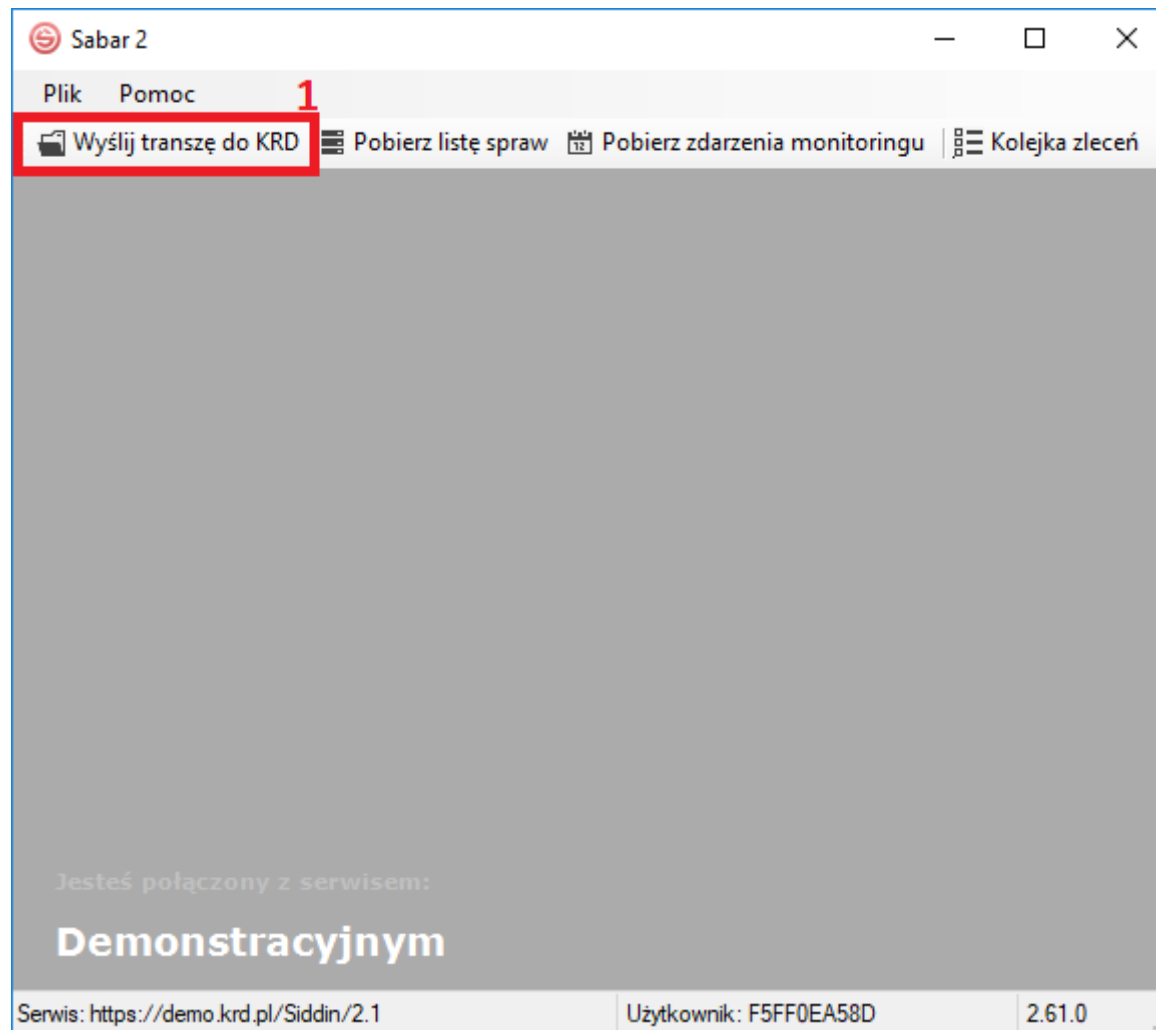 Sabar 2
Plik Pomoc
1
Wyślij transzę do KRD Pobierz listę spraw Pobierz zdarzenia monitoringu Kolejka zleceń
Jesteś połączony z serwisem:
Demonstracyjnym
Serwis: https://demo.krd.pl/Siddin/2.1 Użytkownik: F5FF0EA58D 2.61.0